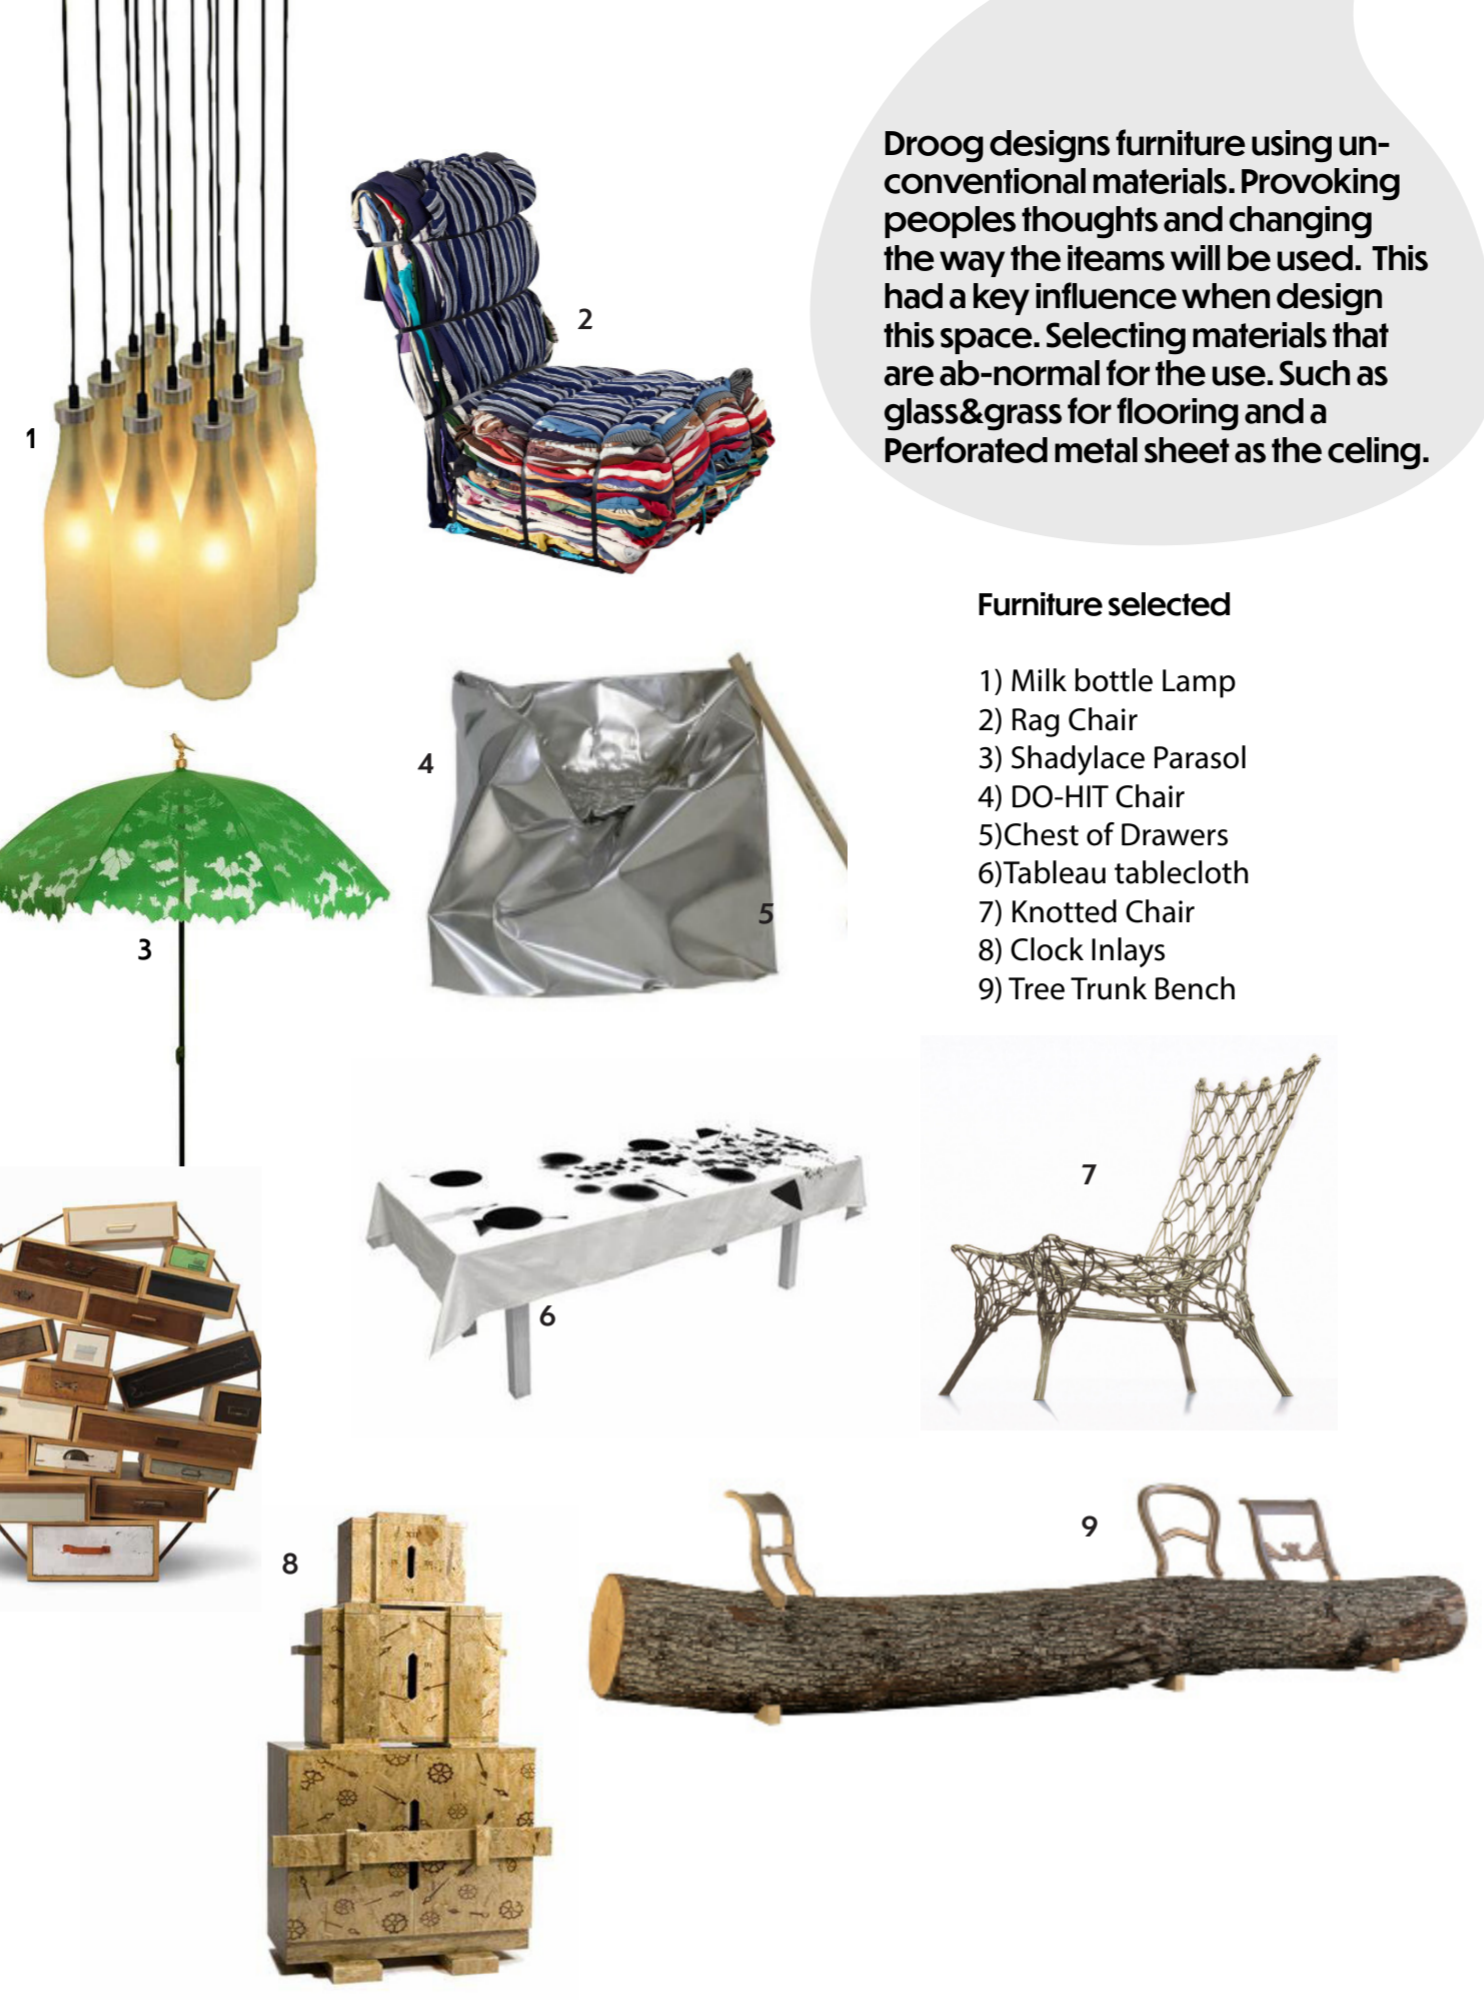 Droog designs furniture using un-
conventional materials. Provoking
peoples thoughts and changing
the way the iteams will be used. This
had a key influence when design
this space. Selecting materials that
are ab-normal for the use. Such as
glass&grass for flooring and a
Perforated metal sheet as the celing.
1
2
Furniture selected
1) Milk bottle Lamp
2) Rag Chair
3) Shadylace Parasol
4) DO-HIT Chair
5)Chest of Drawers
6)Tableau tablecloth
7) Knotted Chair
8) Clock Inlays
9) Tree Trunk Bench
4
3
5
7
6
8
9
XII